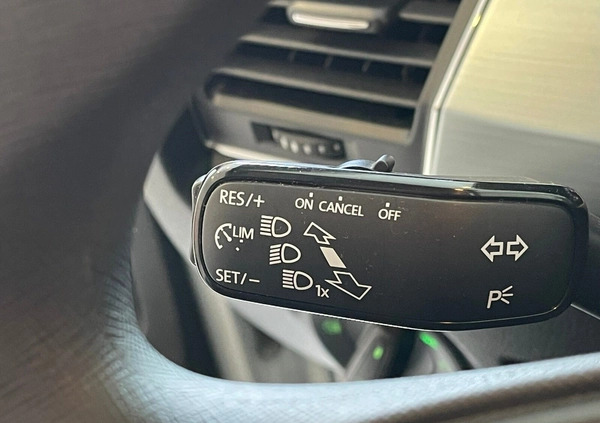 RES/+
ON CANCEL OFF
LIM
SET/−
1x
P